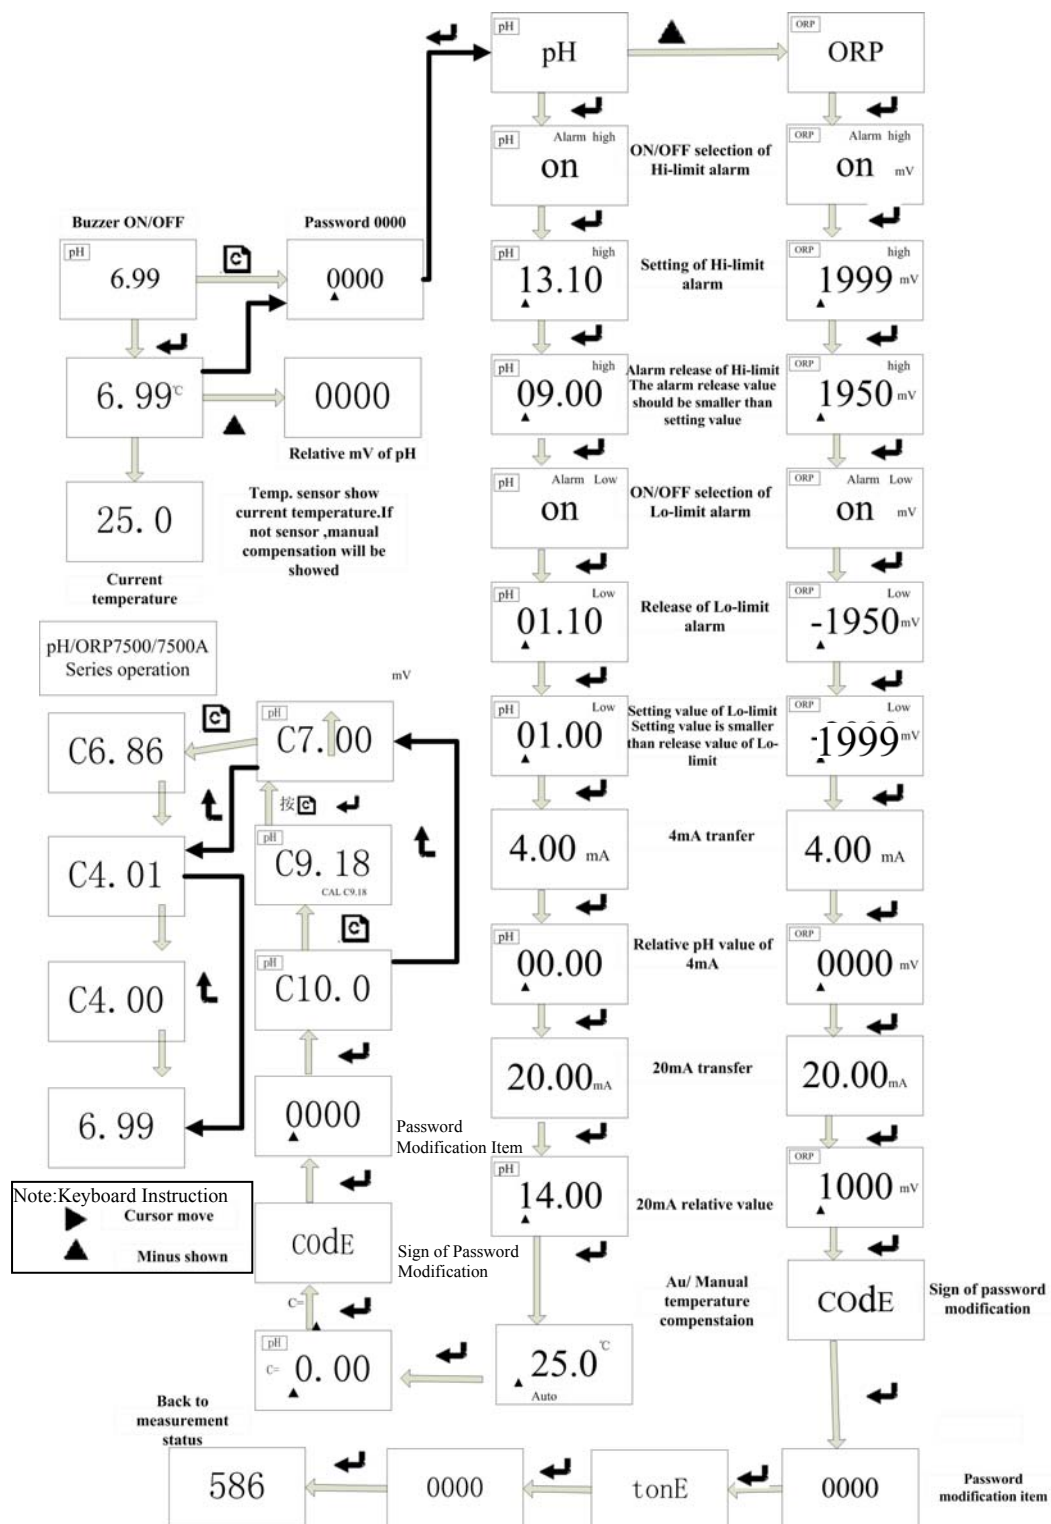 pH
pH
ORP
ORP
pH
Alarm high
on
ON/OFF selection of
Hi-limit alarm
ORP
Alarm high
on mV
Buzzer ON/OFF
pH
6.99
C
Password 0000
0000
pH
high
13.10
Setting of Hi-limit
alarm
ORP
high
1999 mV
6. 99℃
0000
Relative mV of pH
pH
high
09.00
Alarm release of Hi-limit
The alarm release value
should be smaller than
setting value
ORP
high
1950 mV
25. 0
Current
temperature
Temp. sensor show
current temperature.If
not sensor ,manual
compensation will be
showed
pH
Alarm Low
on
ON/OFF selection of
Lo-limit alarm
ORP
Alarm Low
on mV
pH
Low
01.10
Release of Lo-limit
alarm
ORP
Low
-1950 mV
pH/ORP7500/7500A
Series operation
mV
pH
Low
01.00
Setting value of Lo-limit
Setting value is smaller
than release value of Lo-
limit
ORP
Low
-1999 mV
C6. 86
C
pH
C7. 00
按 C
C4. 01
pH
C9. 18
CAL C9.18
C
4.00 mA
4mA tranfer
4.00 mA
C4. 00
pH
C10. 0
pH
00.00
Relative pH value of
4mA
ORP
0000 mV
6. 99
0000
Password
Modification Item
20.00 mA
20mA transfer
20.00 mA
Note:Keyboard Instruction
Cursor move
Minus shown
COdE
Sign of Password
Modification
pH
14.00
20mA relative value
ORP
1000 mV
C=
pH
C= 0. 00
25.0 ℃
Auto
Au/ Manual
temperature
compenstaion
COdE
Sign of password
modification
Back to
measurement
status
586
0000
tonE
0000
Password
modification item